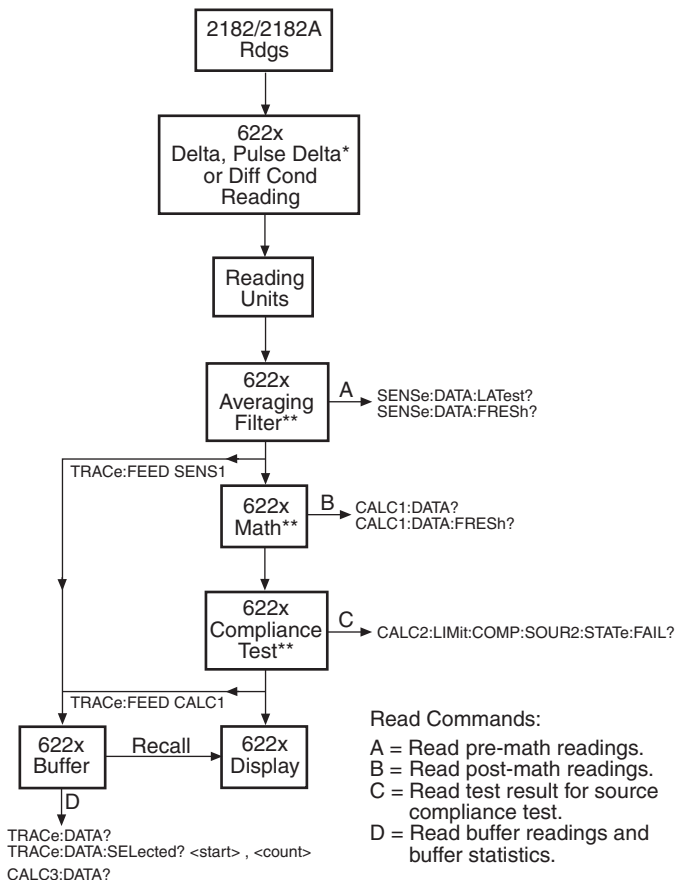 2182/2182A
Rdgs
622x
Delta, Pulse Delta*
or Diff Cond
Reading
Reading
Units
622x
Averaging
Filter**
A
SENSe:DATA:LATest?
SENSe:DATA:FRESh?
TRACe:FEED SENS1
622x
Math**
B
CALC1:DATA?
CALC1:DATA:FRESh?
622x
Compliance
Test**
C
CALC2:LIMit:COMP:SOUR2:STATe:FAIL?
TRACe:FEED CALC1
622x
Buffer
Recall
622x
Display
D
TRACe:DATA?
TRACe:DATA:SELected? <start> , <count>
CALC3:DATA?
Read Commands:
A = Read pre-math readings.
B = Read post-math readings.
C = Read test result for source
compliance test.
D = Read buffer readings and
buffer statistics.